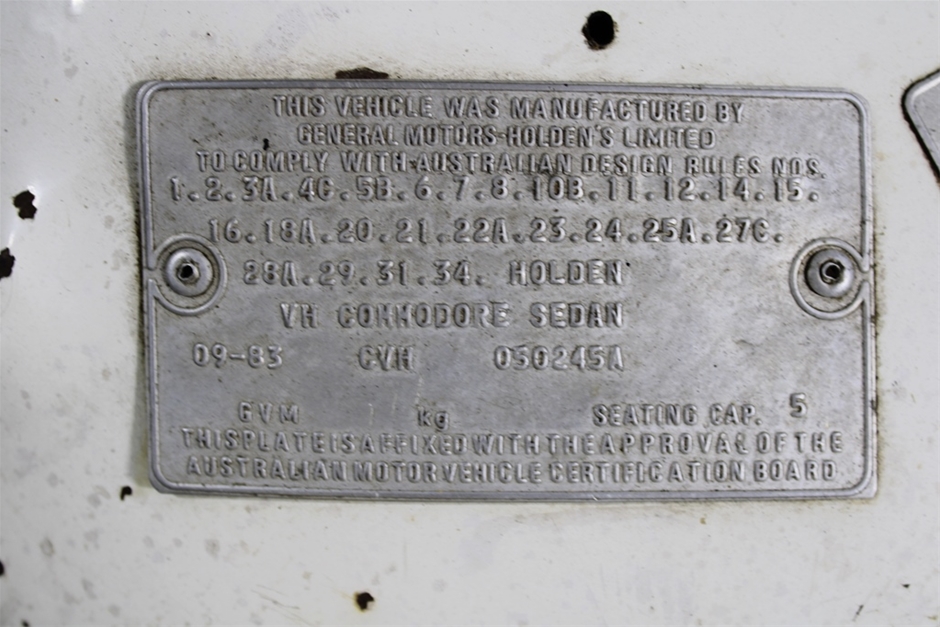 THIS VEHICLE WAS MANUFACTURED BY
GENERAL MOTORS-HOLDEN'S LIMITED
TO COMPLY WITH AUSTRALIAN DESIGN RULES NOS.
1.2.3A.4C.5B.6.7.8.10B.11.12.14.15.
16.18A.20.21.22A.23.24.25A.27C.
28A.29.31.34. HOLDEN
VH COMMODORE SEDAN
09-83 CVH 050245A
GVM kg SEATING CAP. 5
THIS PLATE IS AFFIXED WITH THE APPROVAL OF THE
AUSTRALIAN MOTOR VEHICLE CERTIFICATION BOARD